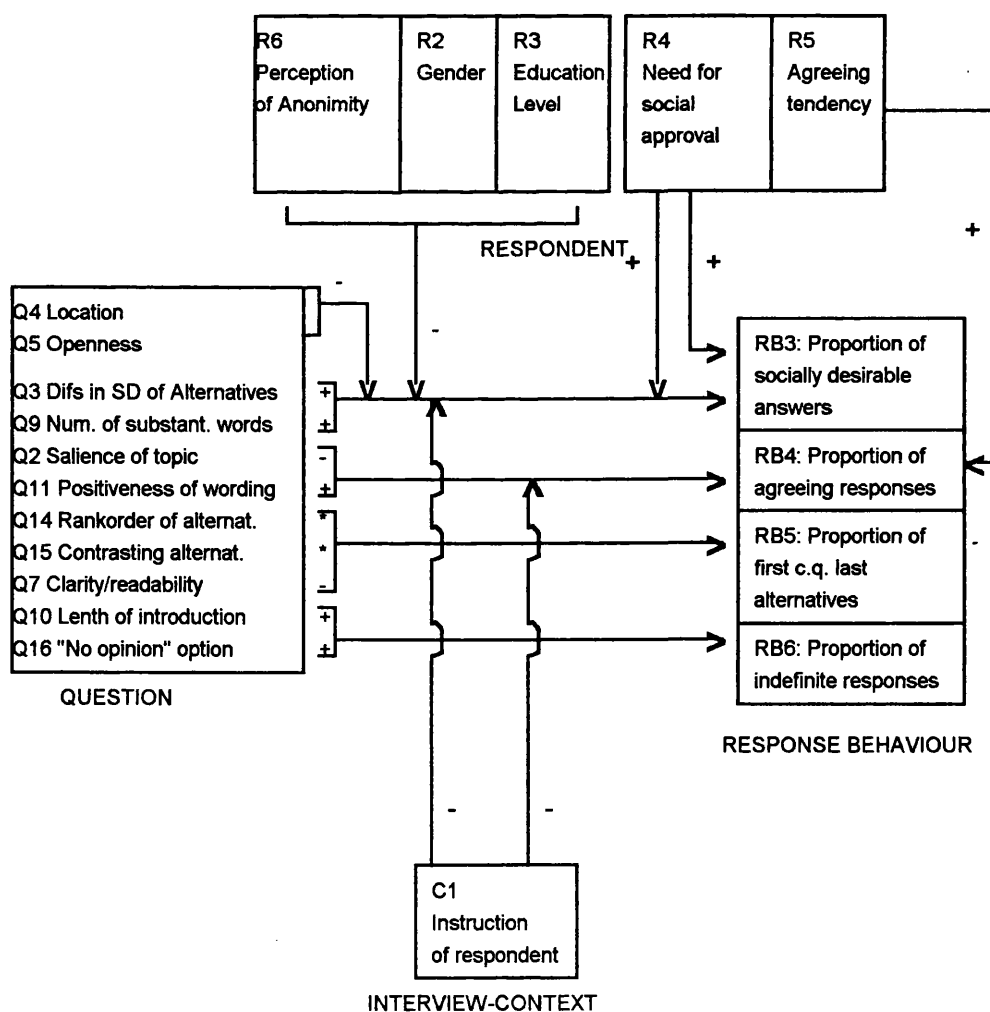 R6
Perception
of Anonimity
R2
Gender
R3
Education
Level
R4
Need for
social
approval
R5
Agreeing
tendency
RESPONDENT
+
+
+
-
-
Q4 Location
Q5 Openness
Q3 Difs in SD of Alternatives
+
Q9 Num. of substant. words
+
Q2 Salience of topic
-
Q11 Positiveness of wording
+
Q14 Rankorder of alternat.
*
Q15 Contrasting alternat.
*
Q7 Clarity/readability
-
Q10 Lenth of introduction
+
Q16 "No opinion" option
+
QUESTION
RB3: Proportion of
socially desirable
answers
RB4: Proportion of
agreeing responses
RB5: Proportion of
first c.q. last
alternatives
RB6: Proportion of
indefinite responses
RESPONSE BEHAVIOUR
-
-
C1
Instruction
of respondent
INTERVIEW-CONTEXT